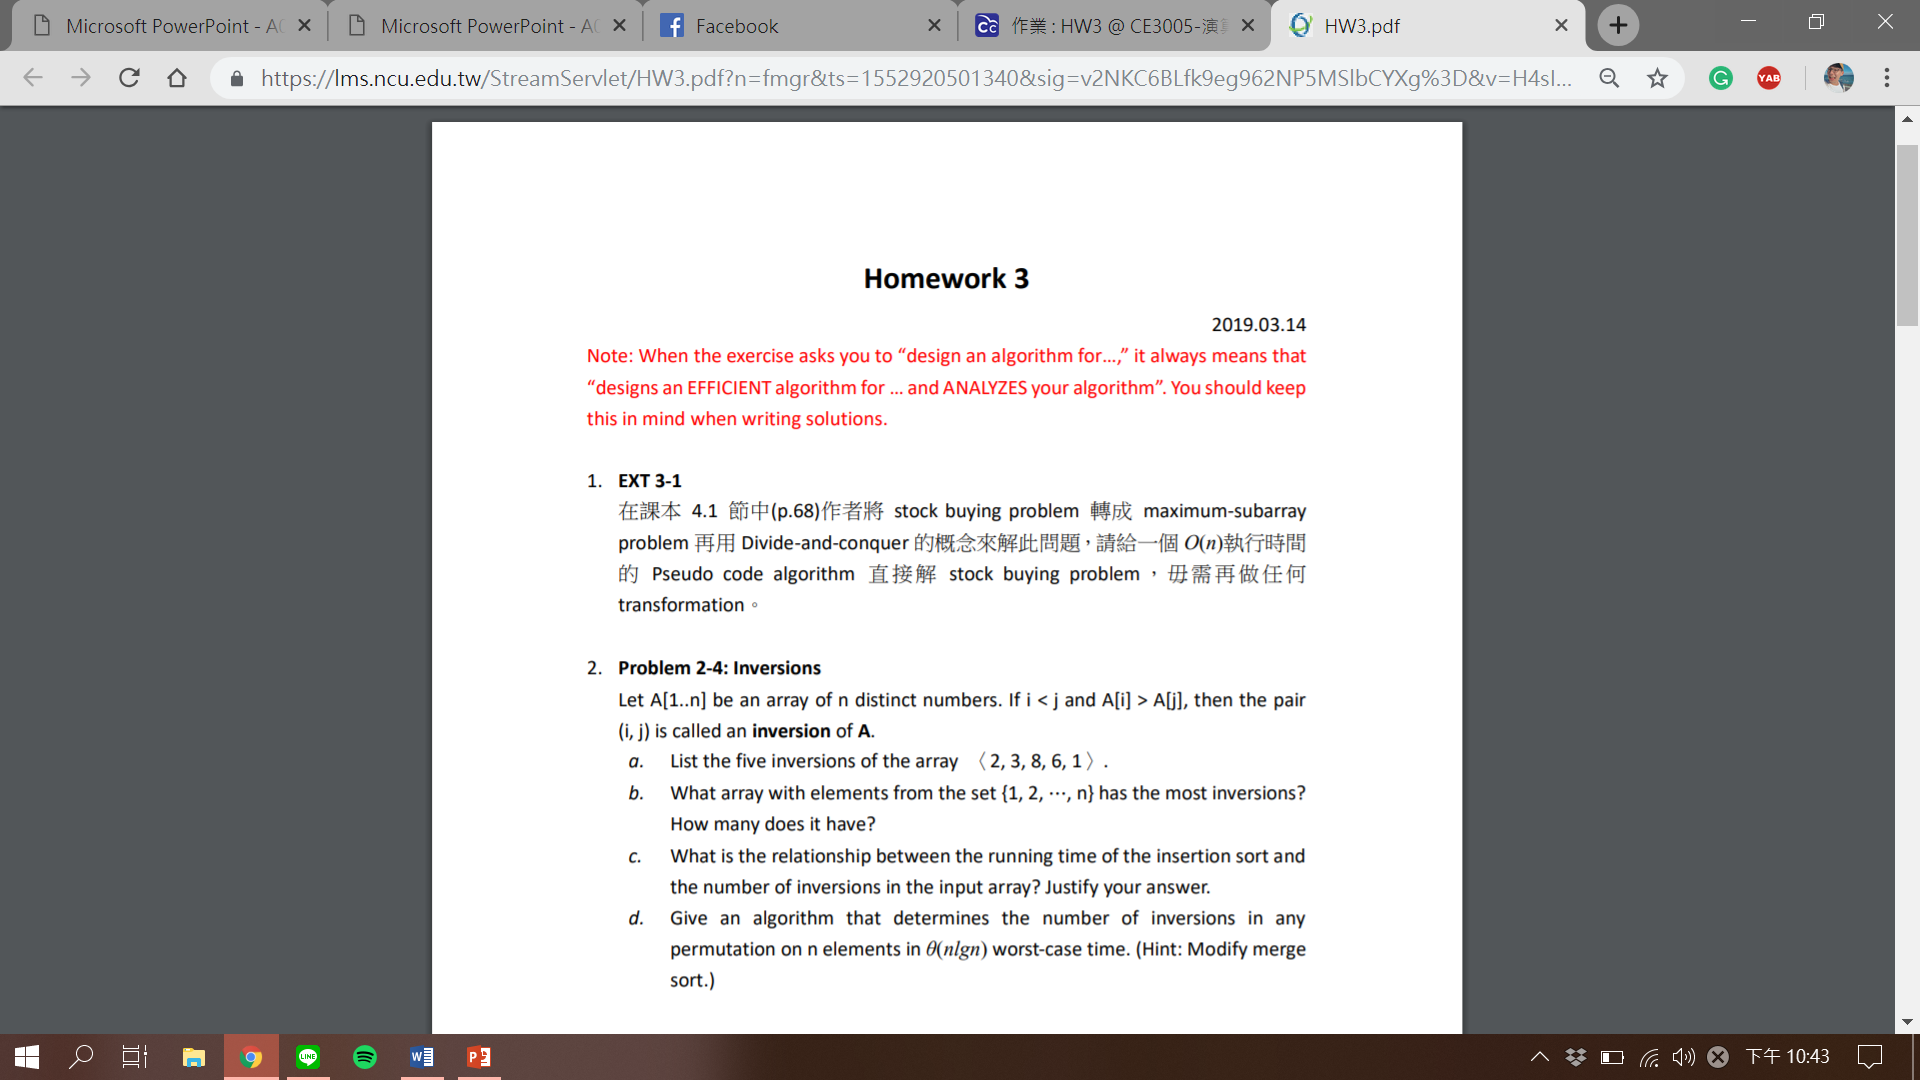 Microsoft PowerPoint - A
Microsoft PowerPoint - A
Facebook
作業 : HW3 @ CE3005-演
HW3.pdf
https://lms.ncu.edu.tw/StreamServlet/HW3.pdf?n=fmgr&ts=1552920501340&sig=v2NKC6BLfk9eg962NP5MSlbCYXg%3D&v=H4sI...
YAB
Homework 3
2019.03.14
Note: When the exercise asks you to “design an algorithm for…,” it always means that
“designs an EFFICIENT algorithm for … and ANALYZES your algorithm”. You should keep
this in mind when writing solutions.
1. EXT 3-1
在課本 4.1 節中(p.68)作者將 stock buying problem 轉成 maximum-subarray
problem 再用 Divide-and-conquer 的概念來解此問題，請給一個 O(n)執行時間
的 Pseudo code algorithm 直接解 stock buying problem ，毋需再做任何
transformation。
2. Problem 2-4: Inversions
Let A[1..n] be an array of n distinct numbers. If i < j and A[i] > A[j], then the pair
(i, j) is called an inversion of A.
a. List the five inversions of the array 〈2, 3, 8, 6, 1〉.
b. What array with elements from the set {1, 2, ⋯, n} has the most inversions?
How many does it have?
c. What is the relationship between the running time of the insertion sort and
the number of inversions in the input array? Justify your answer.
d. Give an algorithm that determines the number of inversions in any
permutation on n elements in θ(nlgn) worst-case time. (Hint: Modify merge
sort.)
LINE
下午 10:43